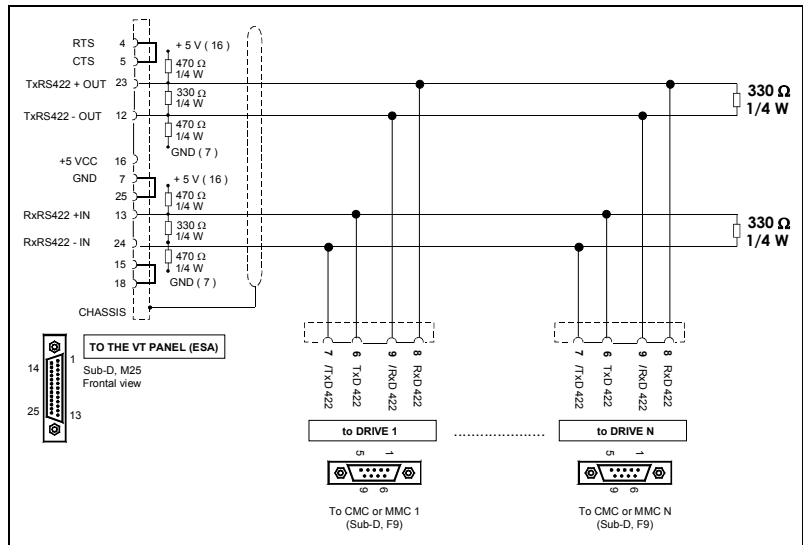 RTS 4
CTS 5
TxRS422 + OUT 23
TxRS422 - OUT 12
+5 VCC 16
GND 7
25
RxRS422 +IN 13
RxRS422 - IN 24
15
18
CHASSIS
+ 5 V ( 16 )
470 Ω
1/4 W
330 Ω
1/4 W
470 Ω
1/4 W
GND ( 7 )
+ 5 V ( 16 )
470 Ω
1/4 W
330 Ω
1/4 W
470 Ω
1/4 W
GND ( 7 )
330 Ω
1/4 W
330 Ω
1/4 W
TO THE VT PANEL (ESA)
Sub-D, M25
Frontal view
14
1
25
13
7 /TxD 422
6 TxD 422
9 /RxD 422
8 RxD 422
7 /TxD 422
6 TxD 422
9 /RxD 422
8 RxD 422
to DRIVE 1
......................
to DRIVE N
5 1
9 6
5 1
9 6
To CMC or MMC 1
(Sub-D, F9)
To CMC or MMC N
(Sub-D, F9)